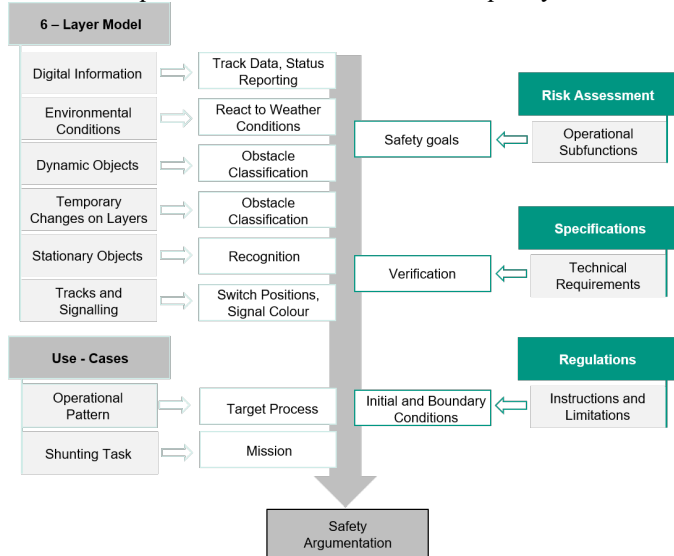 6 – Layer Model
Digital Information
Track Data, Status
Reporting
Environmental
Conditions
React to Weather
Conditions
Dynamic Objects
Obstacle
Classification
Temporary
Changes on Layers
Obstacle
Classification
Stationary Objects
Recognition
Tracks and
Signalling
Switch Positions,
Signal Colour
Use - Cases
Operational
Pattern
Target Process
Shunting Task
Mission
Risk Assessment
Safety goals
Operational
Subfunctions
Specifications
Verification
Technical
Requirements
Regulations
Initial and Boundary
Conditions
Instructions and
Limitations
Safety
Argumentation